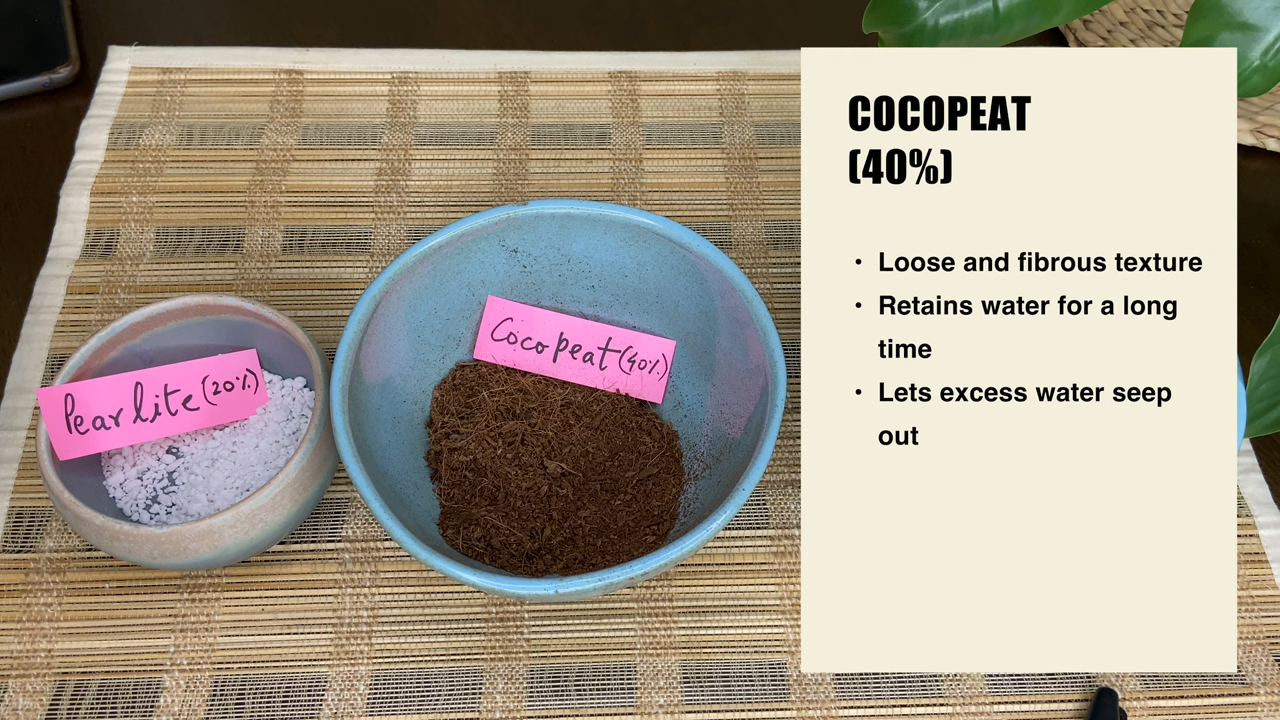 Pearlite (20%)
Cocopeat (40%)
COCOPEAT
(40%)
• Loose and fibrous texture
• Retains water for a long
time
• Lets excess water seep
out